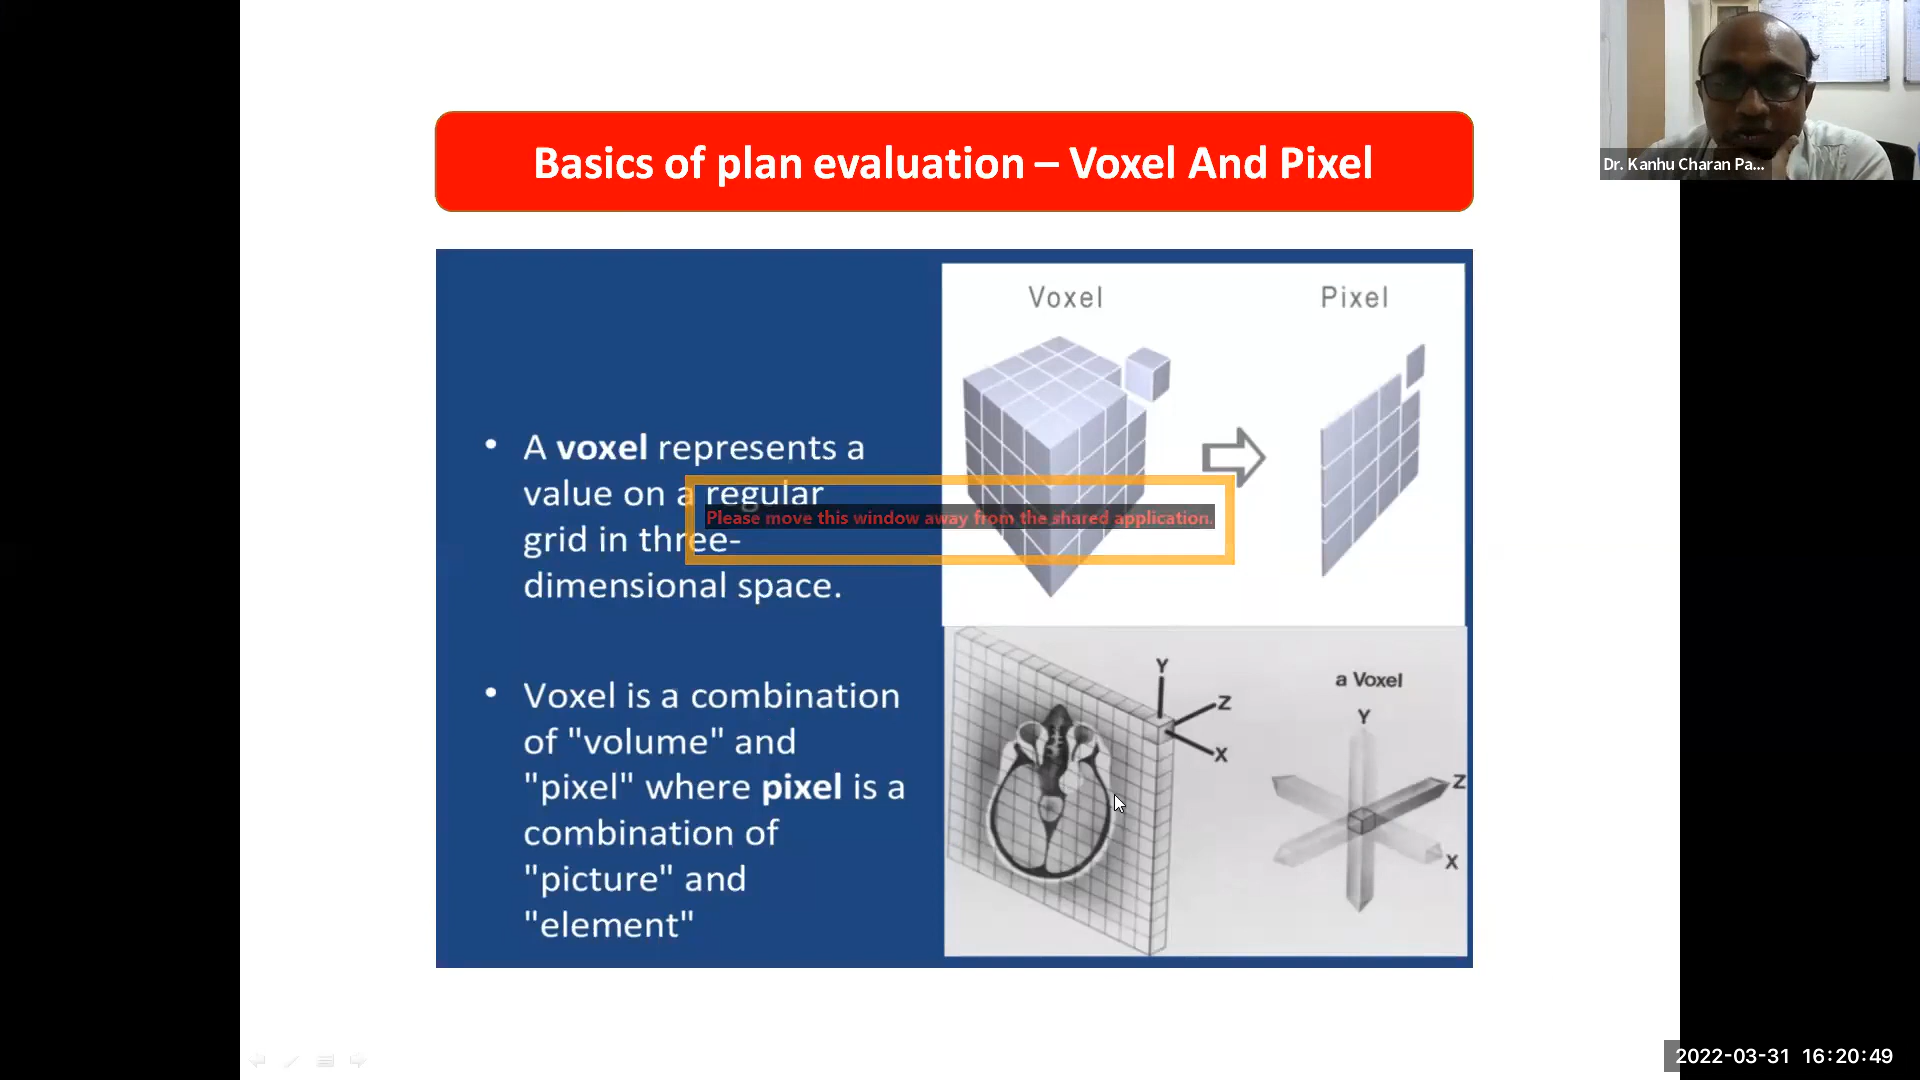 Basics of plan evaluation – Voxel And Pixel
Dr. Kanhu Charan Pa...
Voxel
Pixel
• A voxel represents a
value on a regular
grid in three-
dimensional space.
Please move this window away from the shared application.
• Voxel is a combination
of "volume" and
"pixel" where pixel is a
combination of
"picture" and
"element"
Y
Z
X
a Voxel
Y
Z
X
2022-03-31 16:20:49